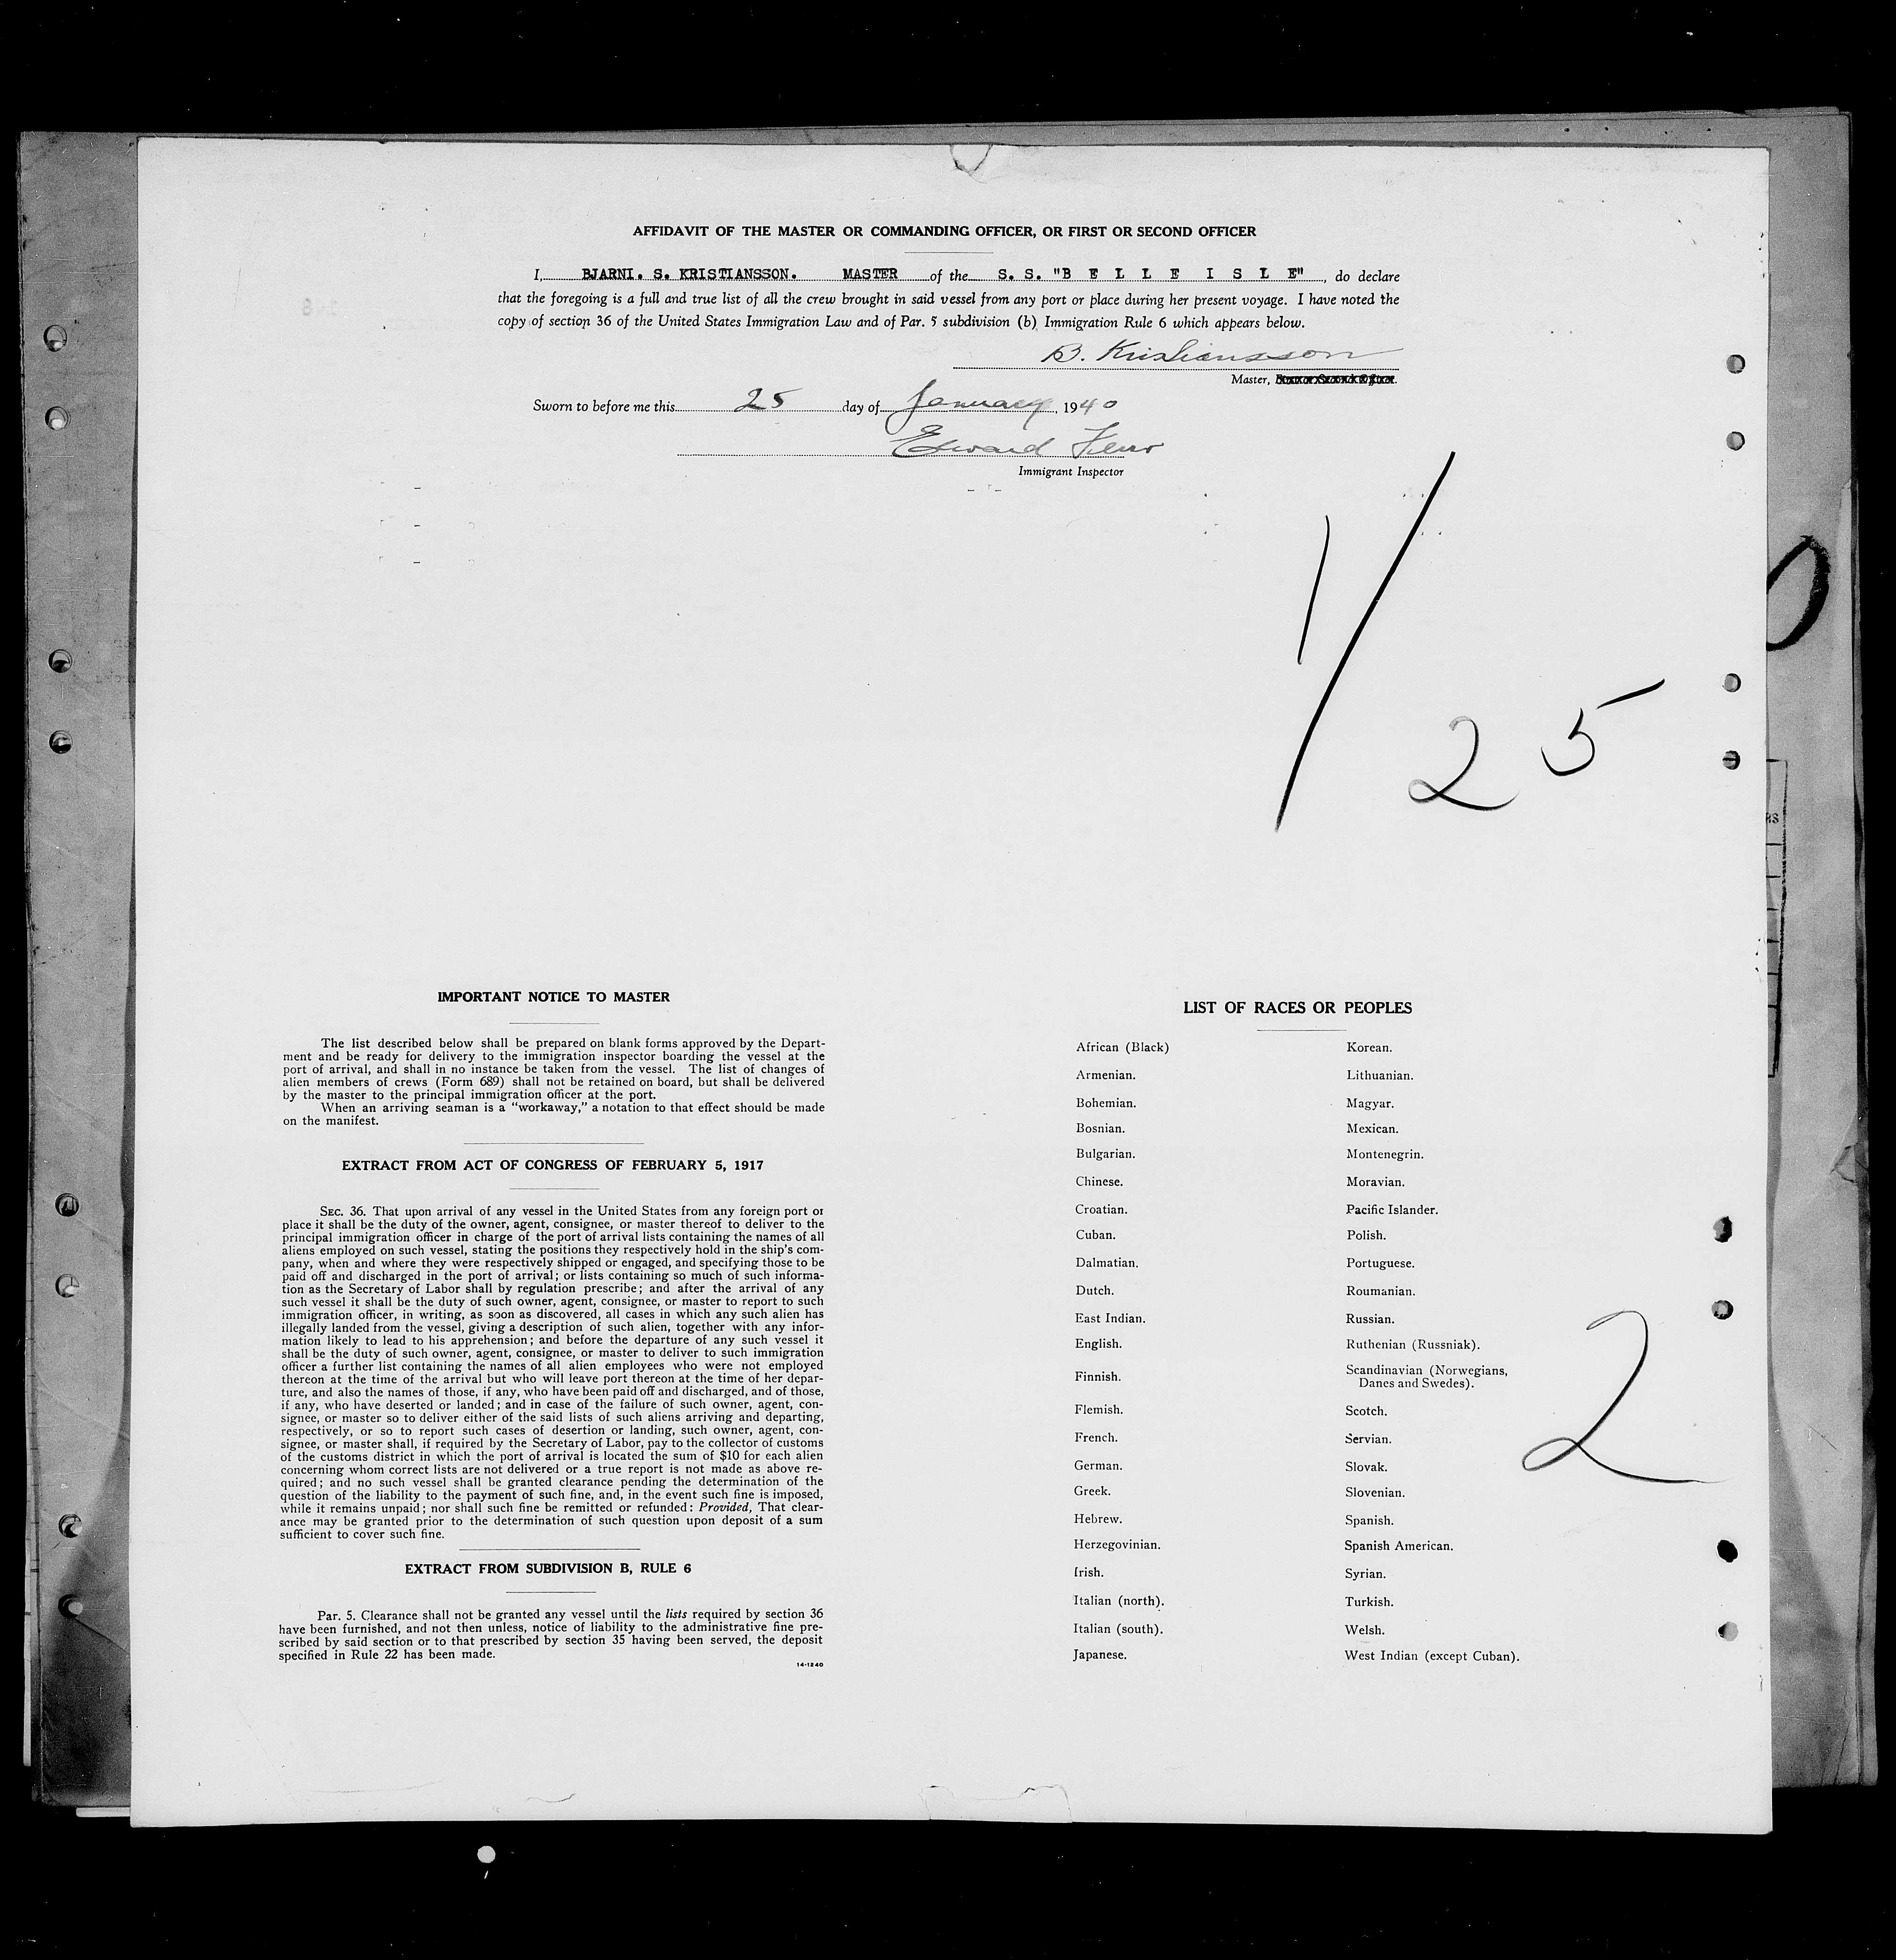 AFFIDAVIT OF THE MASTER OR COMMANDING OFFICER, OR FIRST OR SECOND OFFICER
I, BJARNI. S. KRISTIANSSON. MASTER of the S. S. "B E L L E I S L E", do declare
that the foregoing is a full and true list of all the crew brought in said vessel from any port or place during her present voyage. I have noted the
copy of section 36 of the United States Immigration Law and of Par. 5 subdivision (b) Immigration Rule 6 which appears below.
B. Kristiansson
Master,
Sworn to before me this 25 day of January, 1940
Edward
Immigrant Inspector
1/25
IMPORTANT NOTICE TO MASTER
The list described below shall be prepared on blank forms approved by the Depart-
ment and be ready for delivery to the immigration inspector boarding the vessel at the
port of arrival, and shall in no instance be taken from the vessel. The list of changes of
alien members of crews (Form 689) shall not be retained on board, but shall be delivered
by the master to the principal immigration officer at the port.
When an arriving seaman is a "workaway," a notation to that effect should be made
on the manifest.
EXTRACT FROM ACT OF CONGRESS OF FEBRUARY 5, 1917
SEC. 36. That upon arrival of any vessel in the United States from any foreign port or
place it shall be the duty of the owner, agent, consignee, or master thereof to deliver to the
principal immigration officer in charge of the port of arrival lists containing the names of all
aliens employed on such vessel, stating the positions they respectively hold in the ship's com-
pany, when and where they were respectively shipped or engaged, and specifying those to be
paid off and discharged in the port of arrival; or lists containing so much of such informa-
tion as the Secretary of Labor shall by regulation prescribe; and after the arrival of any
such vessel it shall be the duty of such owner, agent, consignee, or master to report to such
immigration officer, in writing, as soon as discovered, all cases in which any such alien has
illegally landed from the vessel, giving a description of such alien, together with any infor-
mation likely to lead to his apprehension; and before the departure of any such vessel it
shall be the duty of such owner, agent, consignee, or master to deliver to such immigration
officer a further list containing the names of all alien employees who were not employed
thereon at the time of the arrival but who will leave port thereon at the time of her depar-
ture, and also the names of those, if any, who have been paid off and discharged, and of those,
if any, who have deserted or landed; and in case of the failure of such owner, agent, con-
signee, or master so to deliver either of the said lists of such aliens arriving and departing,
respectively, or so to report such cases of desertion or landing, such owner, agent, con-
signee, or master shall, if required by the Secretary of Labor, pay to the collector of customs
of the customs district in which the port of arrival is located the sum of $10 for each alien
concerning whom correct lists are not delivered or a true report is not made as above re-
quired; and no such vessel shall be granted clearance pending the determination of the
question of the liability to the payment of such fine, and, in the event such fine is imposed,
while it remains unpaid; nor shall such fine be remitted or refunded: Provided, That clear-
ance may be granted prior to the determination of such question upon deposit of a sum
sufficient to cover such fine.
EXTRACT FROM SUBDIVISION B, RULE 6
Par. 5. Clearance shall not be granted any vessel until the lists required by section 36
have been furnished, and not then unless, notice of liability to the administrative fine pre-
scribed by said section or to that prescribed by section 35 having been served, the deposit
specified in Rule 22 has been made.
14-1240
LIST OF RACES OR PEOPLES
African (Black)
Armenian.
Bohemian.
Bosnian.
Bulgarian.
Chinese.
Croatian.
Cuban.
Dalmatian.
Dutch.
East Indian.
English.
Finnish.
Flemish.
French.
German.
Greek.
Hebrew.
Herzegovinian.
Irish.
Italian (north).
Italian (south).
Japanese.
Korean.
Lithuanian.
Magyar.
Mexican.
Montenegrin.
Moravian.
Pacific Islander.
Polish.
Portuguese.
Roumanian.
Russian.
Ruthenian (Russniak).
Scandinavian (Norwegians,
Danes and Swedes).
Scotch.
Servian.
Slovak.
Slovenian.
Spanish.
Spanish American.
Syrian.
Turkish.
Welsh.
West Indian (except Cuban).
2